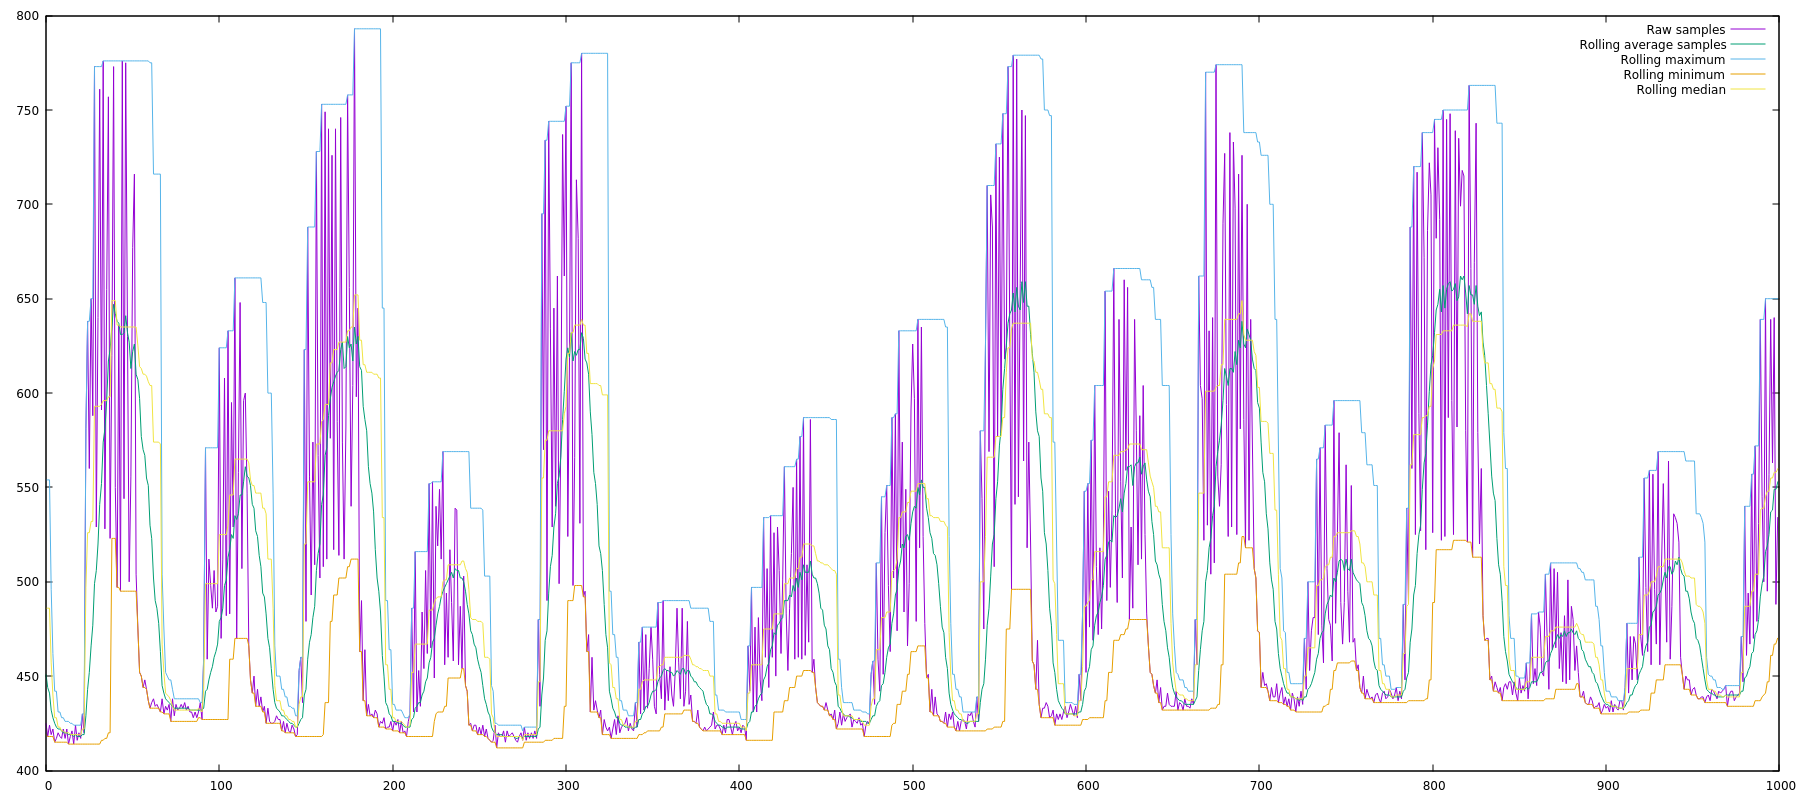 800
750
700
650
600
550
500
450
400
Raw samples
Rolling average samples
Rolling maximum
Rolling minimum
Rolling median
0 100 200 300 400 500 600 700 800 900 1000